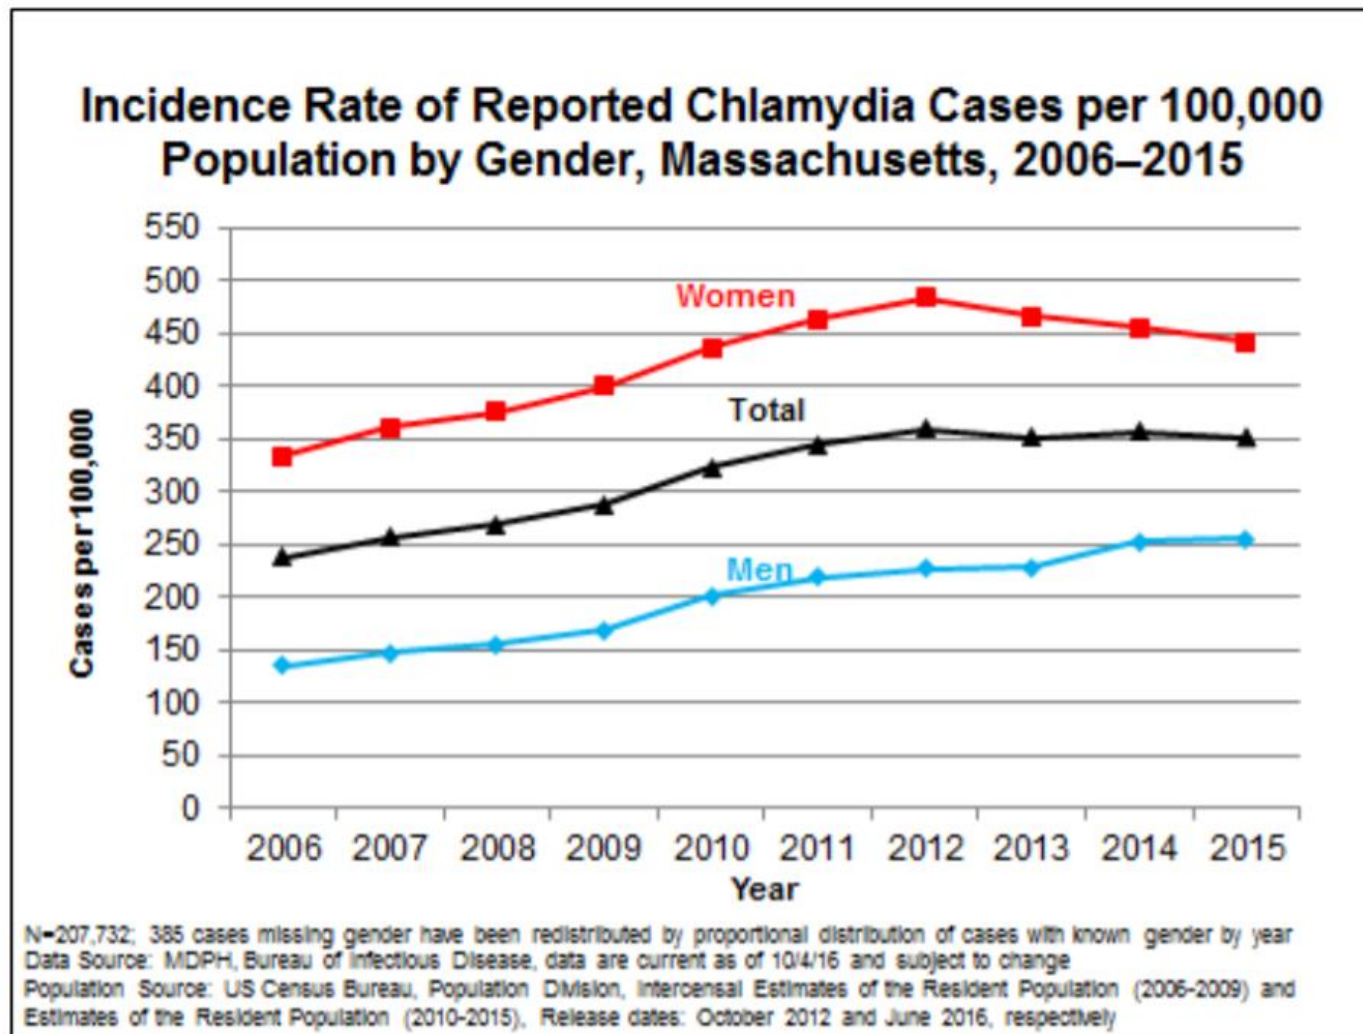 Incidence Rate of Reported Chlamydia Cases per 100,000
Population by Gender, Massachusetts, 2006–2015
Cases per 100,000
550
500
450
400
350
300
250
200
150
100
50
0
Women
Total
Men
2006 2007 2008 2009 2010 2011 2012 2013 2014 2015
Year
N=207,732; 385 cases missing gender have been redistributed by proportional distribution of cases with known gender by year
Data Source: MDPH, Bureau of Infectious Disease, data are current as of 10/4/16 and subject to change
Population Source: US Census Bureau, Population Division, Intercensal Estimates of the Resident Population (2006-2009) and
Estimates of the Resident Population (2010-2015), Release dates: October 2012 and June 2016, respectively